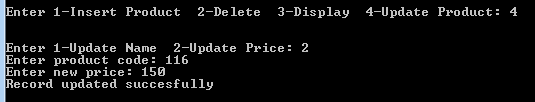 Enter 1-Insert Product  2-Delete  3-Display  4-Update Product: 4
Enter 1-Update Name  2-Update Price: 2
Enter product code: 116
Enter new price: 150
Record updated succesfully